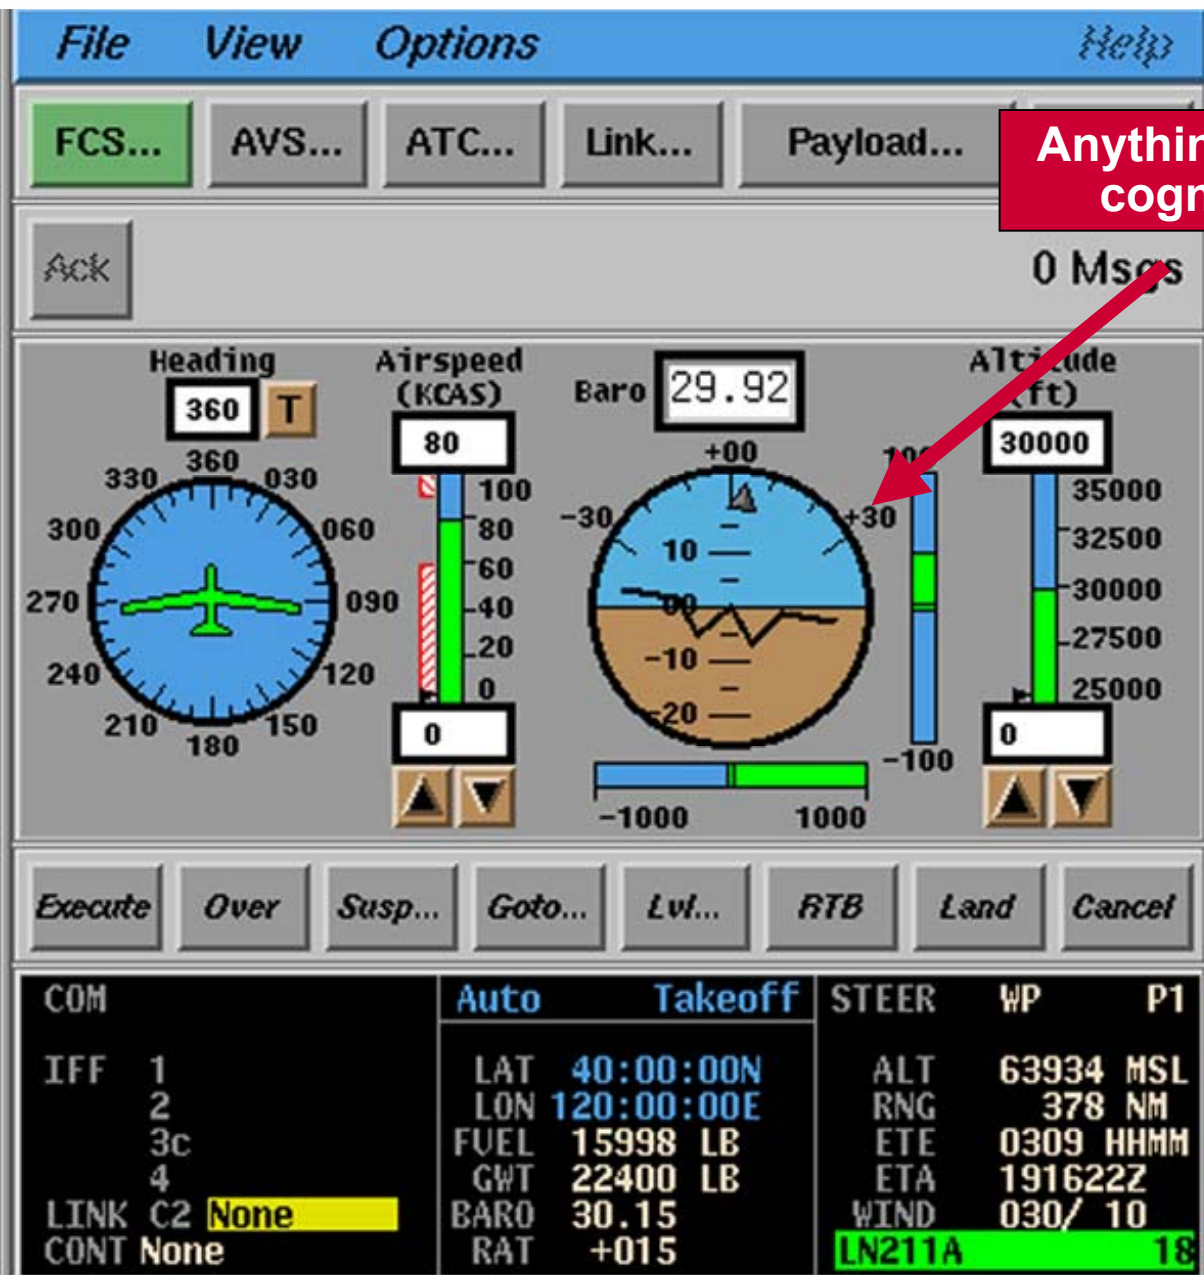 File View Options Help
FCS... AVS... ATC... Link... Payload...
Anythin
cogn
Ack 0 Msgs
Heading
360 T
360
330 030
300 060
270 090
240 120
210 150
180
Airspeed
(KCAS)
80
100
80
60
40
20
0
0
Baro 29.92
+00
-30 +30
10
00
-10
-20
-1000 1000
100
-100
Altitude
(ft)
30000
35000
32500
30000
27500
25000
0
Execute Over Susp... Goto... Lvl... RTB Land Cancel
COM
IFF 1
2
3c
4
LINK C2 None
CONT None
Auto Takeoff
LAT 40:00:00N
LON 120:00:00E
FUEL 15998 LB
GWT 22400 LB
BARO 30.15
RAT +015
STEER WP P1
ALT 63934 MSL
RNG 378 NM
ETE 0309 HHMM
ETA 191622Z
WIND 030/ 10
LN211A 18